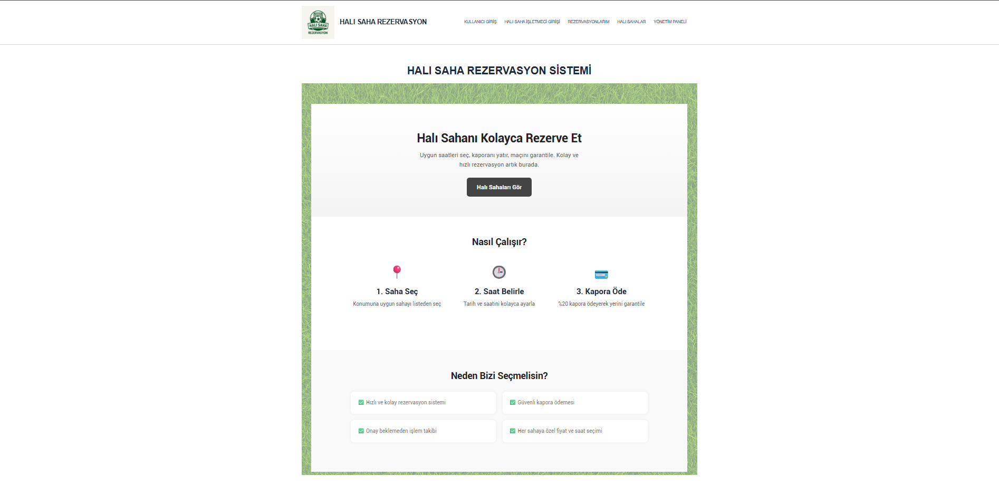 HALI SAHA
REZERVASYON
HALI SAHA REZERVASYON
KULLANICI GİRİŞ
HALI SAHA İŞLETMECİ GİRİŞİ
REZERVASYONLARIM
HALI SAHALAR
YÖNETİM PANELİ
HALI SAHA REZERVASYON SİSTEMİ
Halı Sahanı Kolayca Rezerve Et
Uygun saatleri seç, kaporanı yatır, maçını garantile. Kolay ve
hızlı rezervasyon artık burada.
Halı Sahaları Gör
Nasıl Çalışır?
1. Saha Seç
Konumuna uygun sahayı listeden seç
2. Saat Belirle
Tarih ve saatini kolayca ayarla
3. Kapora Öde
%20 kapora ödeyerek yerini garantile
Neden Bizi Seçmelisin?
Hızlı ve kolay rezervasyon sistemi
Güvenli kapora ödemesi
Onay beklemeden işlem takibi
Her sahaya özel fiyat ve saat seçimi